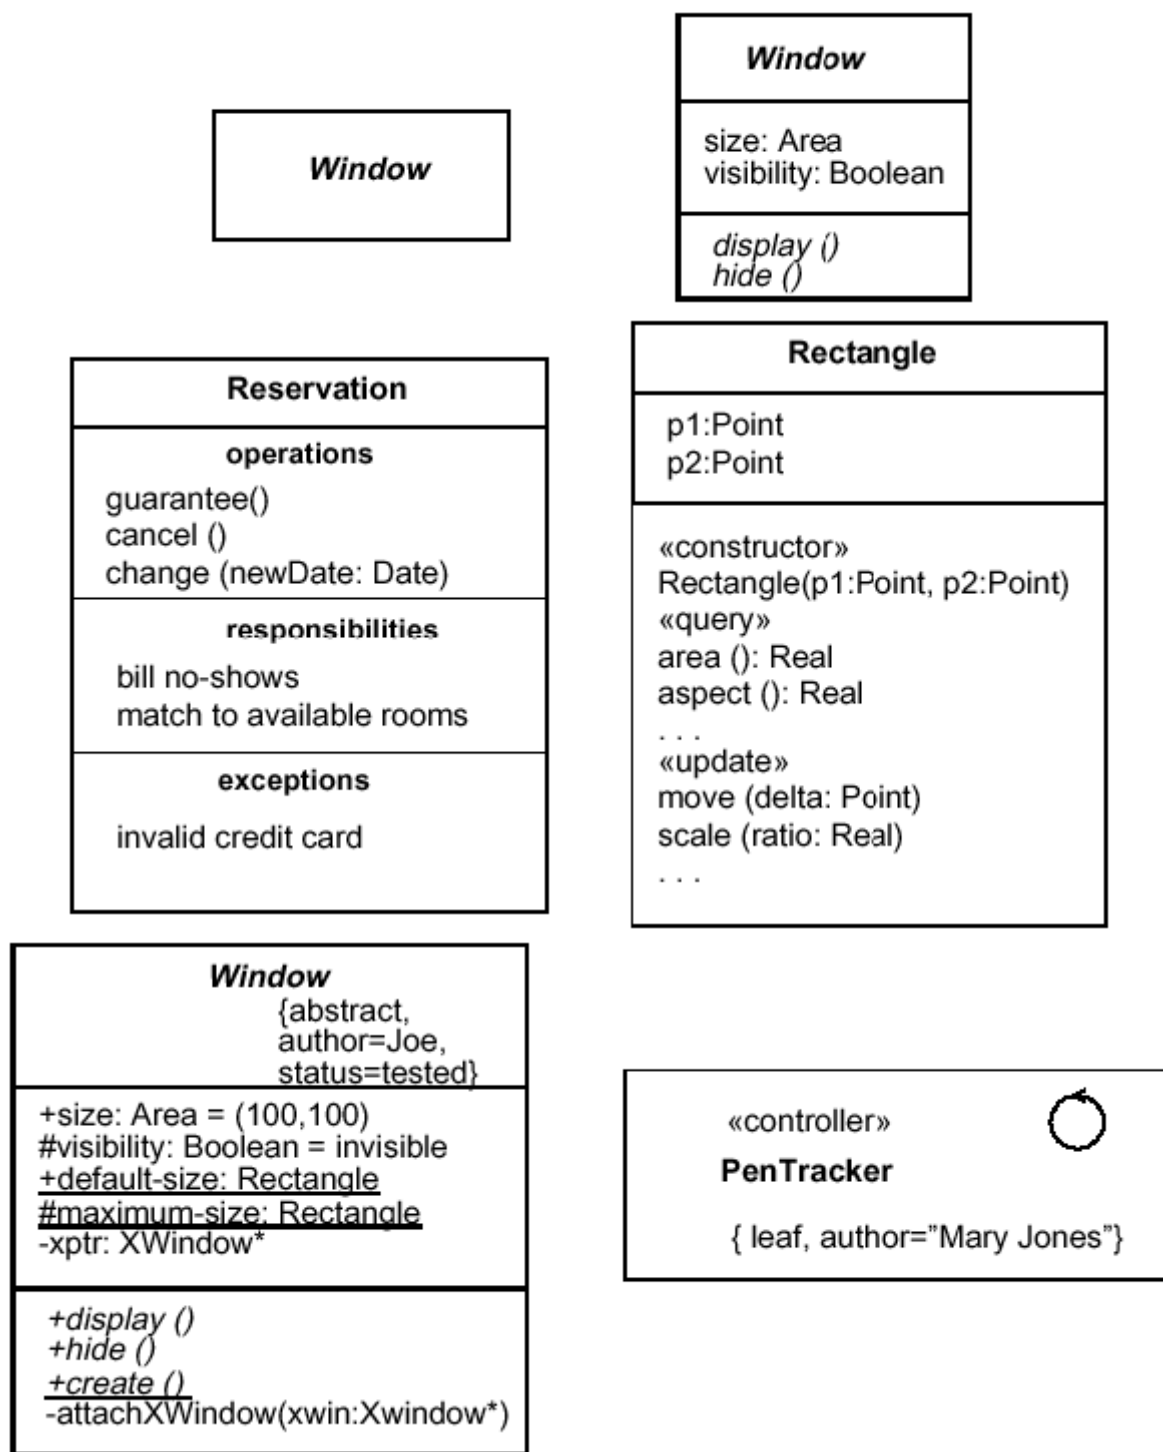 Window
Window
size: Area
visibility: Boolean
display ()
hide ()
Reservation
operations
guarantee()
cancel ()
change (newDate: Date)
responsibilities
bill no-shows
match to available rooms
exceptions
invalid credit card
Rectangle
p1:Point
p2:Point
«constructor»
Rectangle(p1:Point, p2:Point)
«query»
area (): Real
aspect (): Real
. . .
«update»
move (delta: Point)
scale (ratio: Real)
. . .
Window
{abstract,
author=Joe,
status=tested}
+size: Area = (100,100)
#visibility: Boolean = invisible
+default-size: Rectangle
#maximum-size: Rectangle
-xptr: XWindow*
+display ()
+hide ()
+create ()
-attachXWindow(xwin:Xwindow*)
«controller»
PenTracker
{ leaf, author=”Mary Jones”}